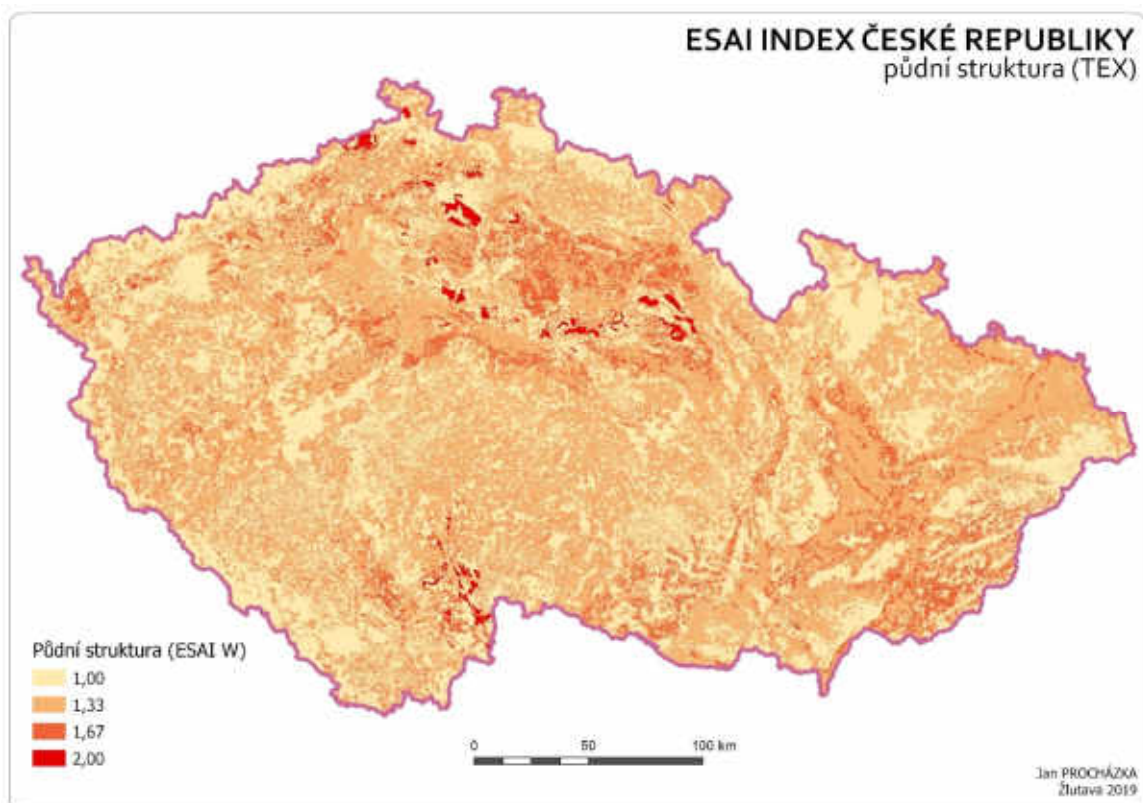 ESAI INDEX ČESKÉ REPUBLIKY
půdní struktura (TEX)
Půdní struktura (ESAI W)
1,00
1,33
1,67
2,00
0 50 100 km
Jan PROCHÁZKA
Žlutava 2019